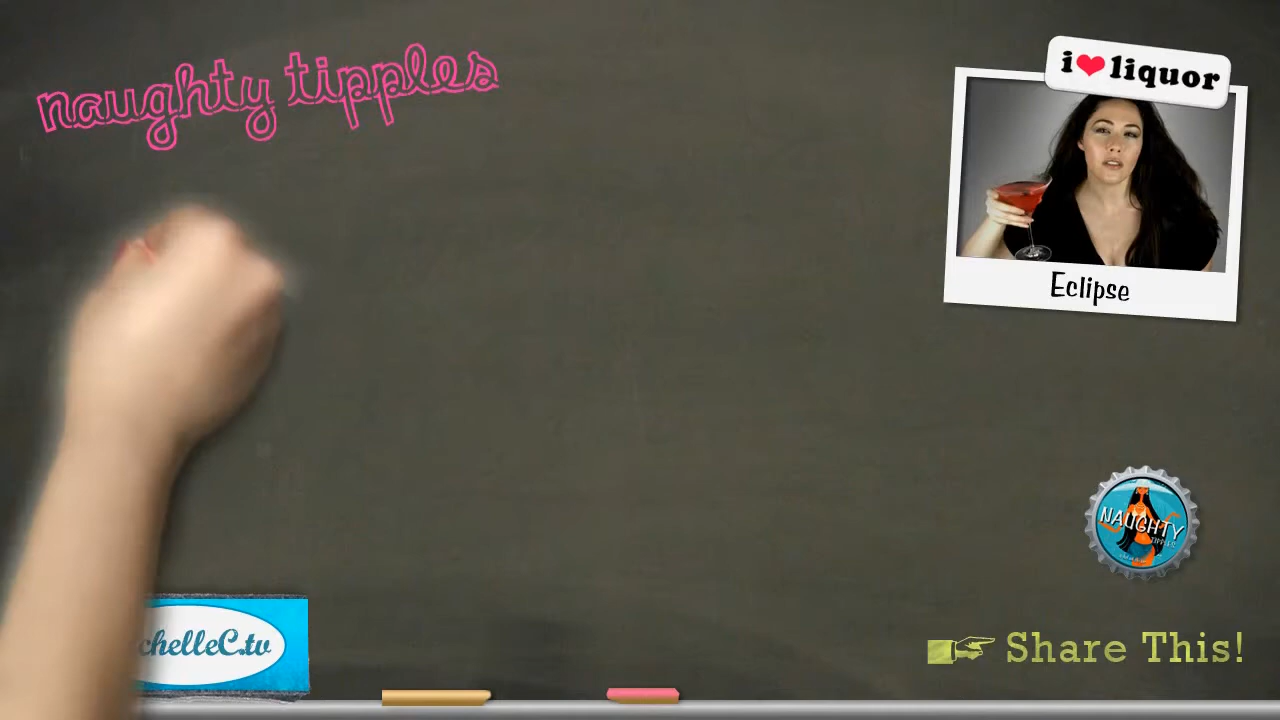 naughty tipples
i❤liquor
Eclipse
NAUGHTY
chelleC.tv
Share This!